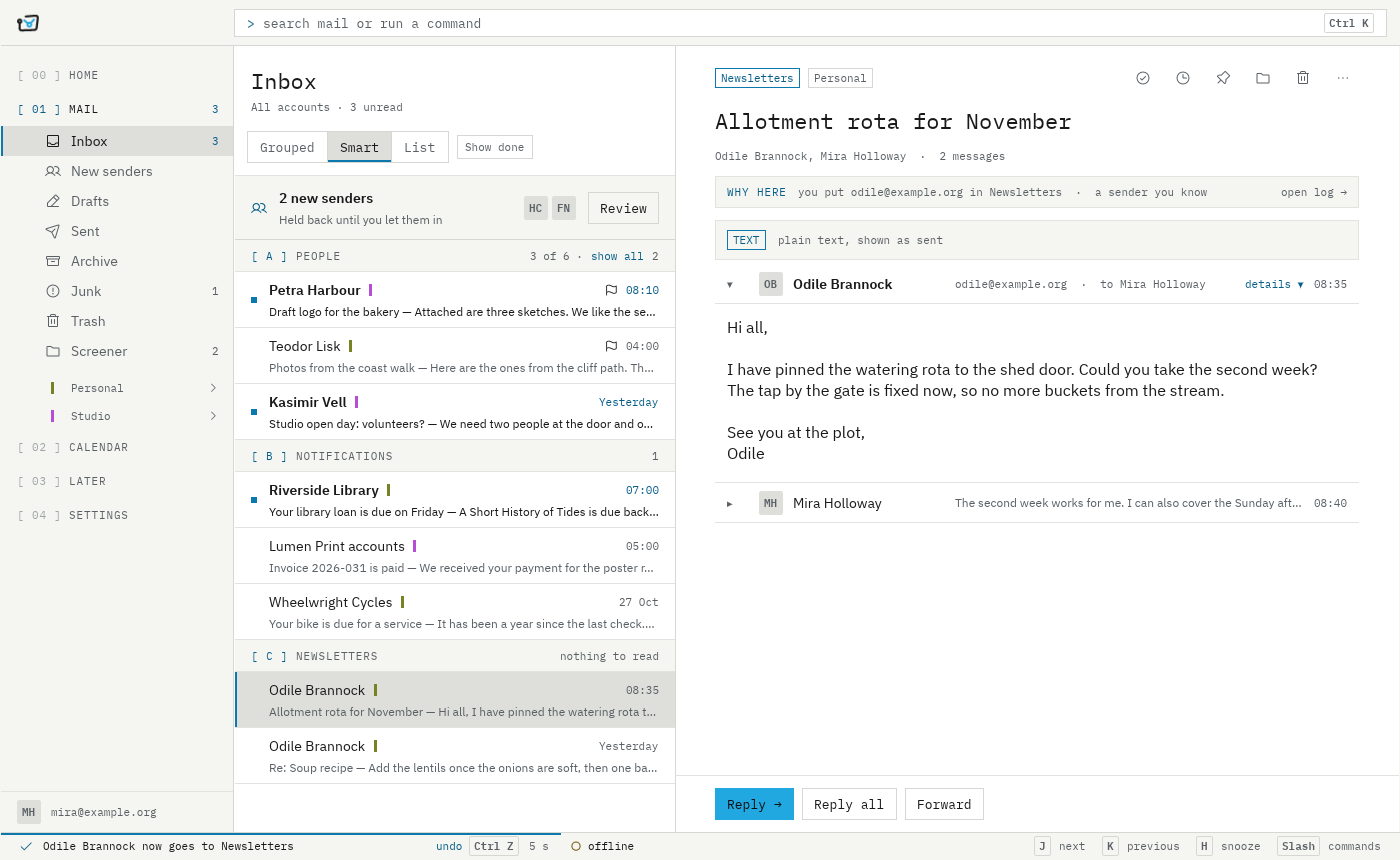 > search mail or run a command Ctrl K
[ 00 ] HOME
[ 01 ] MAIL 3
Inbox 3
New senders
Drafts
Sent
Archive
Junk 1
Trash
Screener 2
Personal
Studio
[ 02 ] CALENDAR
[ 03 ] LATER
[ 04 ] SETTINGS
MH mira@example.org
Inbox
All accounts · 3 unread
Grouped Smart List Show done
2 new senders
Held back until you let them in
HC FN Review
[ A ] PEOPLE 3 of 6 · show all 2
Petra Harbour 08:10
Draft logo for the bakery — Attached are three sketches. We like the se…
Teodor Lisk 04:00
Photos from the coast walk — Here are the ones from the cliff path. Th…
Kasimir Vell Yesterday
Studio open day: volunteers? — We need two people at the door and o…
[ B ] NOTIFICATIONS 1
Riverside Library 07:00
Your library loan is due on Friday — A Short History of Tides is due back…
Lumen Print accounts 05:00
Invoice 2026-031 is paid — We received your payment for the poster r…
Wheelwright Cycles 27 Oct
Your bike is due for a service — It has been a year since the last check.…
[ C ] NEWSLETTERS nothing to read
Odile Brannock 08:35
Allotment rota for November — Hi all, I have pinned the watering rota t…
Odile Brannock Yesterday
Re: Soup recipe — Add the lentils once the onions are soft, then one ba…
Newsletters Personal
Allotment rota for November
Odile Brannock, Mira Holloway · 2 messages
WHY HERE you put odile@example.org in Newsletters · a sender you know open log →
TEXT plain text, shown as sent
▾ OB Odile Brannock odile@example.org · to Mira Holloway details ▾ 08:35
Hi all,
I have pinned the watering rota to the shed door. Could you take the second week?
The tap by the gate is fixed now, so no more buckets from the stream.
See you at the plot,
Odile
▸ MH Mira Holloway The second week works for me. I can also cover the Sunday aft… 08:40
Reply → Reply all Forward
Odile Brannock now goes to Newsletters undo Ctrl Z 5 s offline J next K previous H snooze Slash commands